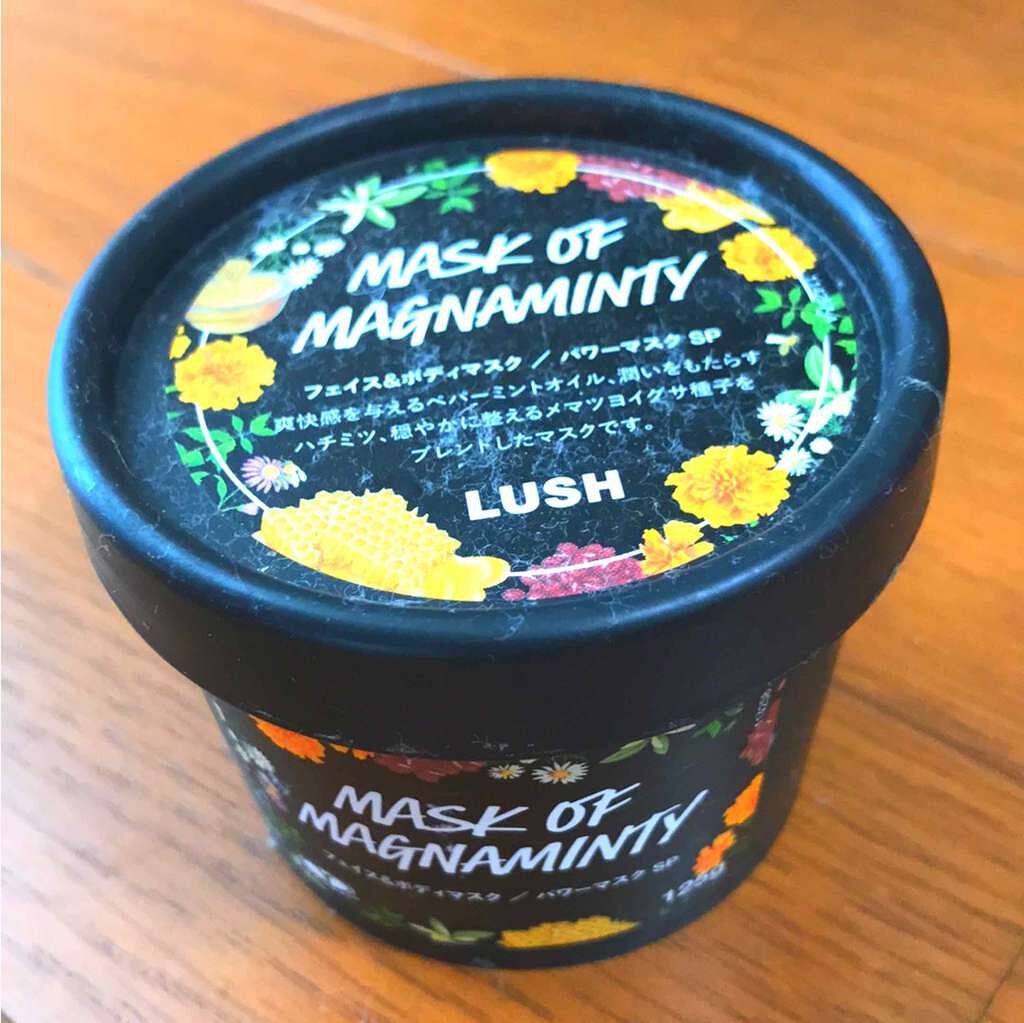 MASK OF
MAGNAMINTY
フェイス&ボディマスク / パワーマスク SP
爽快感を与えるペパーミントオイル、潤いをもたらす
ハチミツ、穏やかに整えるメマツヨイグサ種子を
ブレンドしたマスクです。
LUSH
MASK OF
MAGNAMINTY
フェイス&ボディマスク / パワーマスク SP
125g